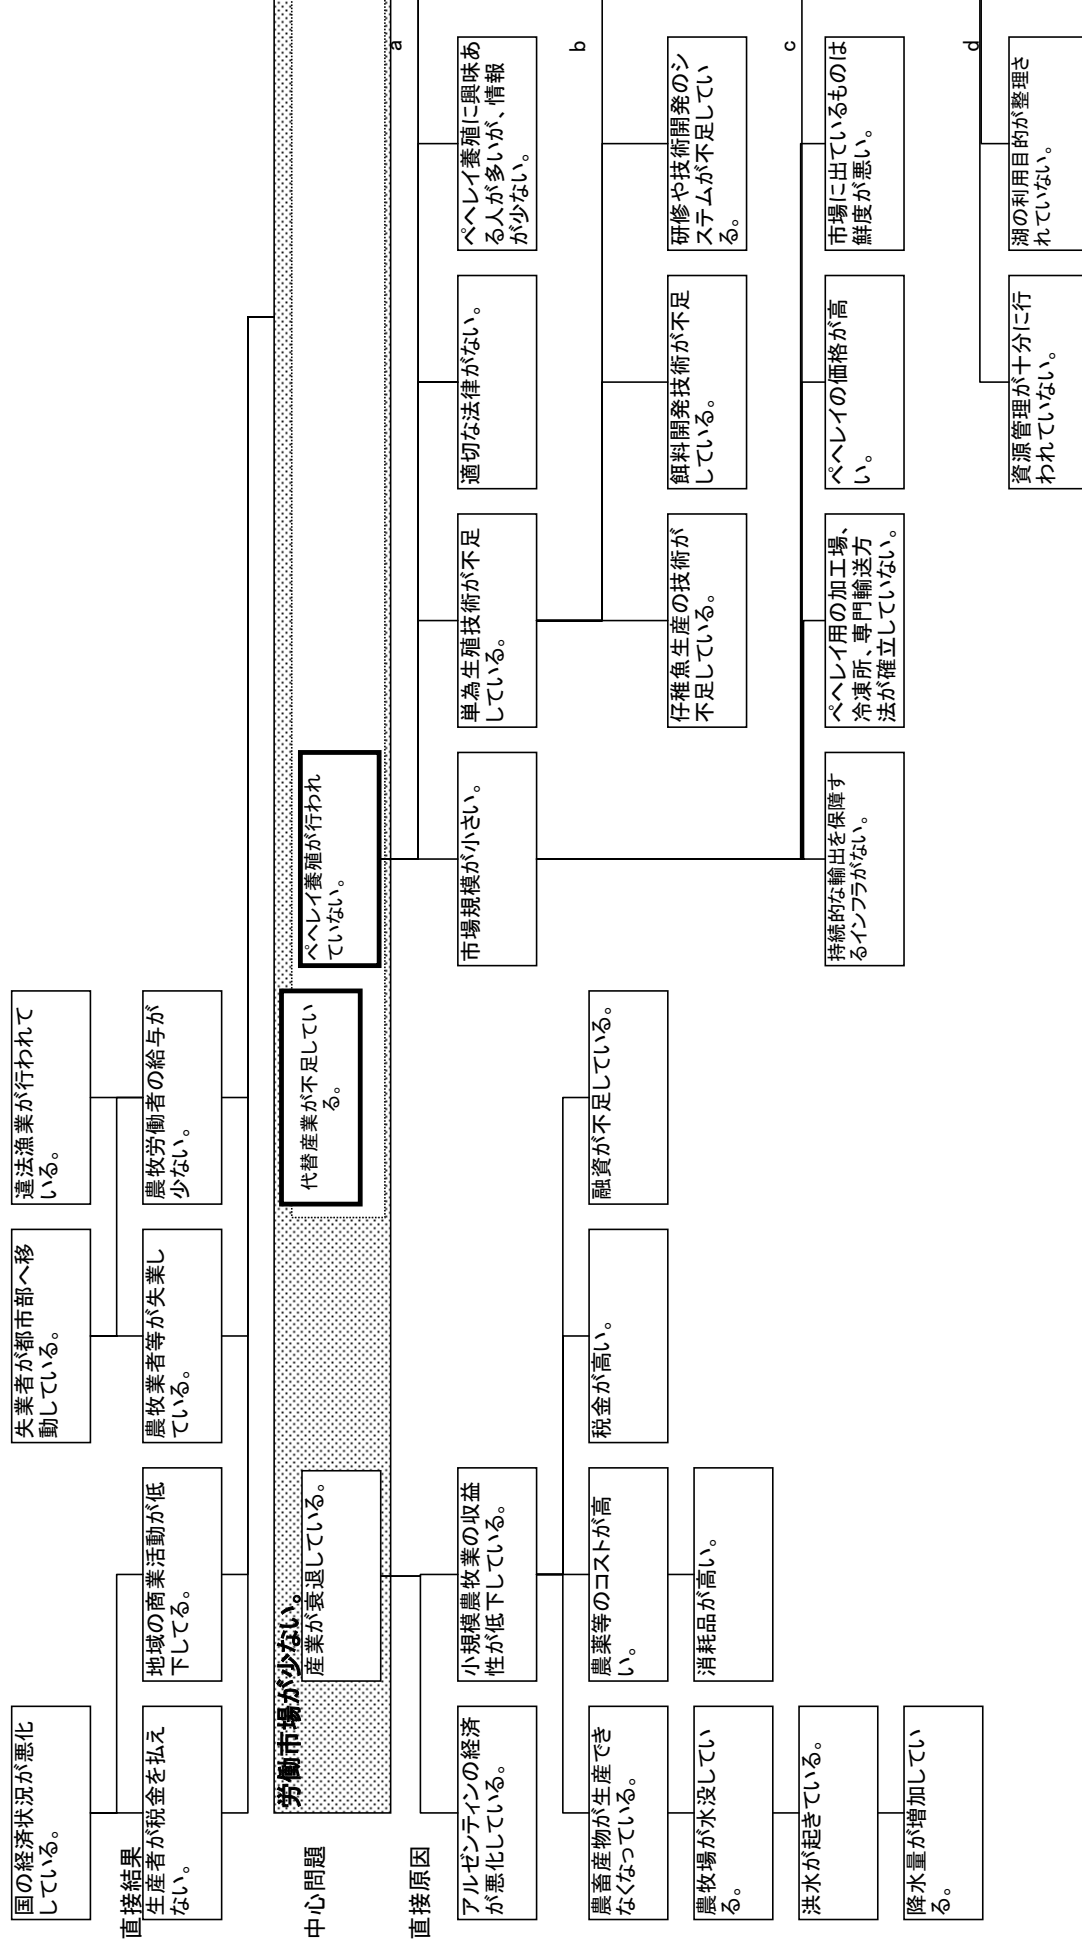 国の経済状況が悪化
している。
失業者が都市部へ移
動している。
違法漁業が行われて
いる。
直接結果
生産者が税金を払え
ない。
地域の商業活動が低
下してる。
農牧業者等が失業し
ている。
農牧労働者の給与が
少ない。
中心問題
労働市場が少ない。
産業が衰退している。
代替産業が不足してい
る。
ペヘレイ養殖が行われ
ていない。
直接原因
アルゼンティンの経済
が悪化している。
小規模農牧業の収益
性が低下している。
市場規模が小さい。
単為生殖技術が不足
している。
適切な法律がない。
ペヘレイ養殖に興味あ
る人が多いが、情報
が少ない。
a
農畜産物が生産でき
なくなっている。
農薬等のコストが高
い。
税金が高い。
融資が不足している。
仔稚魚生産の技術が
不足している。
餌料開発技術が不足
している。
研修や技術開発のシ
ステムが不足してい
る。
b
農牧場が水没してい
る。
消耗品が高い。
洪水が起きている。
持続的な輸出を保障す
るインフラがない。
ペヘレイ用の加工場、
冷凍所、専門輸送方
法が確立していない。
ペヘレイの価格が高
い。
市場に出ているものは
鮮度が悪い。
c
降水量が増加してい
る。
資源管理が十分に行
われていない。
湖の利用目的が整理さ
れていない。
d